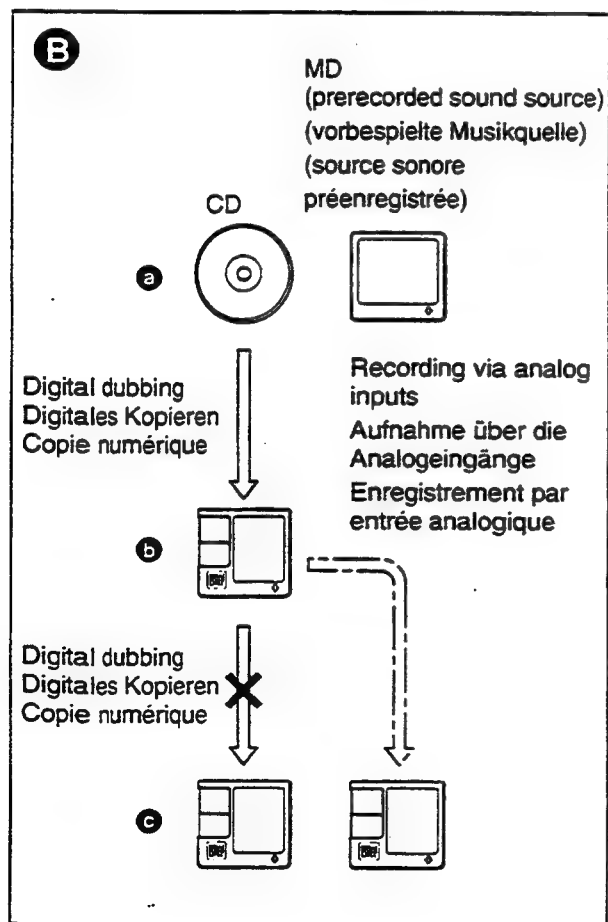 B
MD
(prerecorded sound source)
(vorbespielte Musikquelle)
(source sonore
préenregistrée)
CD
a
Digital dubbing
Digitales Kopieren
Copie numérique
Recording via analog
inputs
Aufnahme über die
Analogeingänge
Enregistrement par
entrée analogique
b
Digital dubbing
Digitales Kopieren
Copie numérique
c